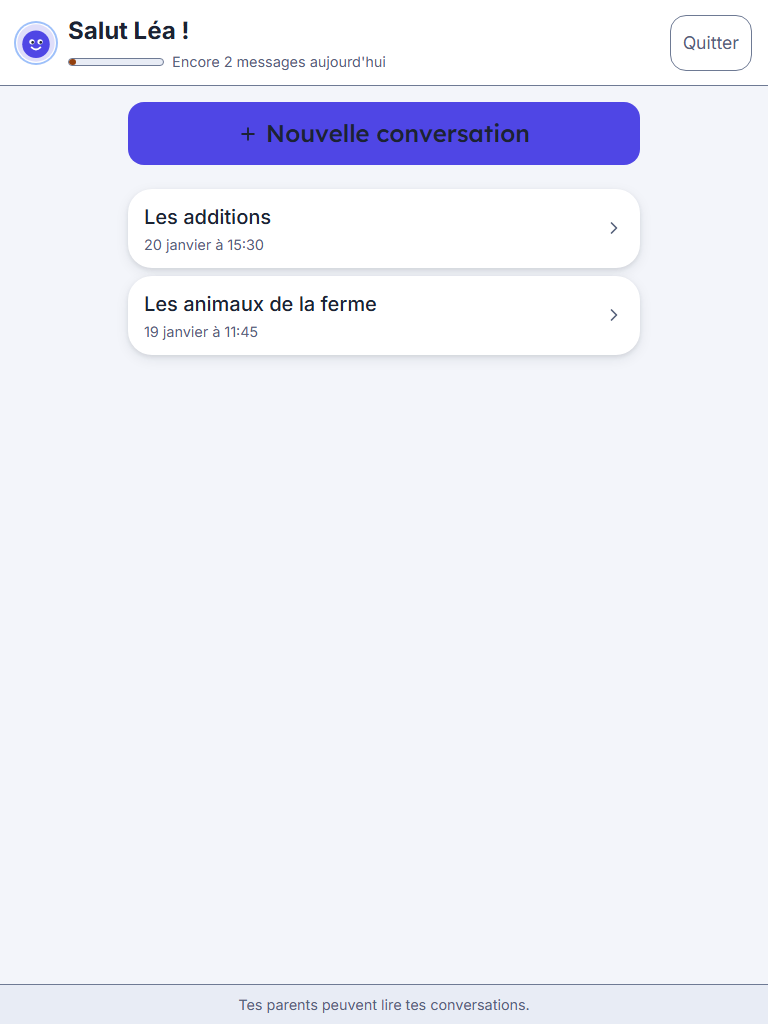 Salut Léa !
Encore 2 messages aujourd'hui
Quitter
+ Nouvelle conversation
Les additions
20 janvier à 15:30
Les animaux de la ferme
19 janvier à 11:45
Tes parents peuvent lire tes conversations.